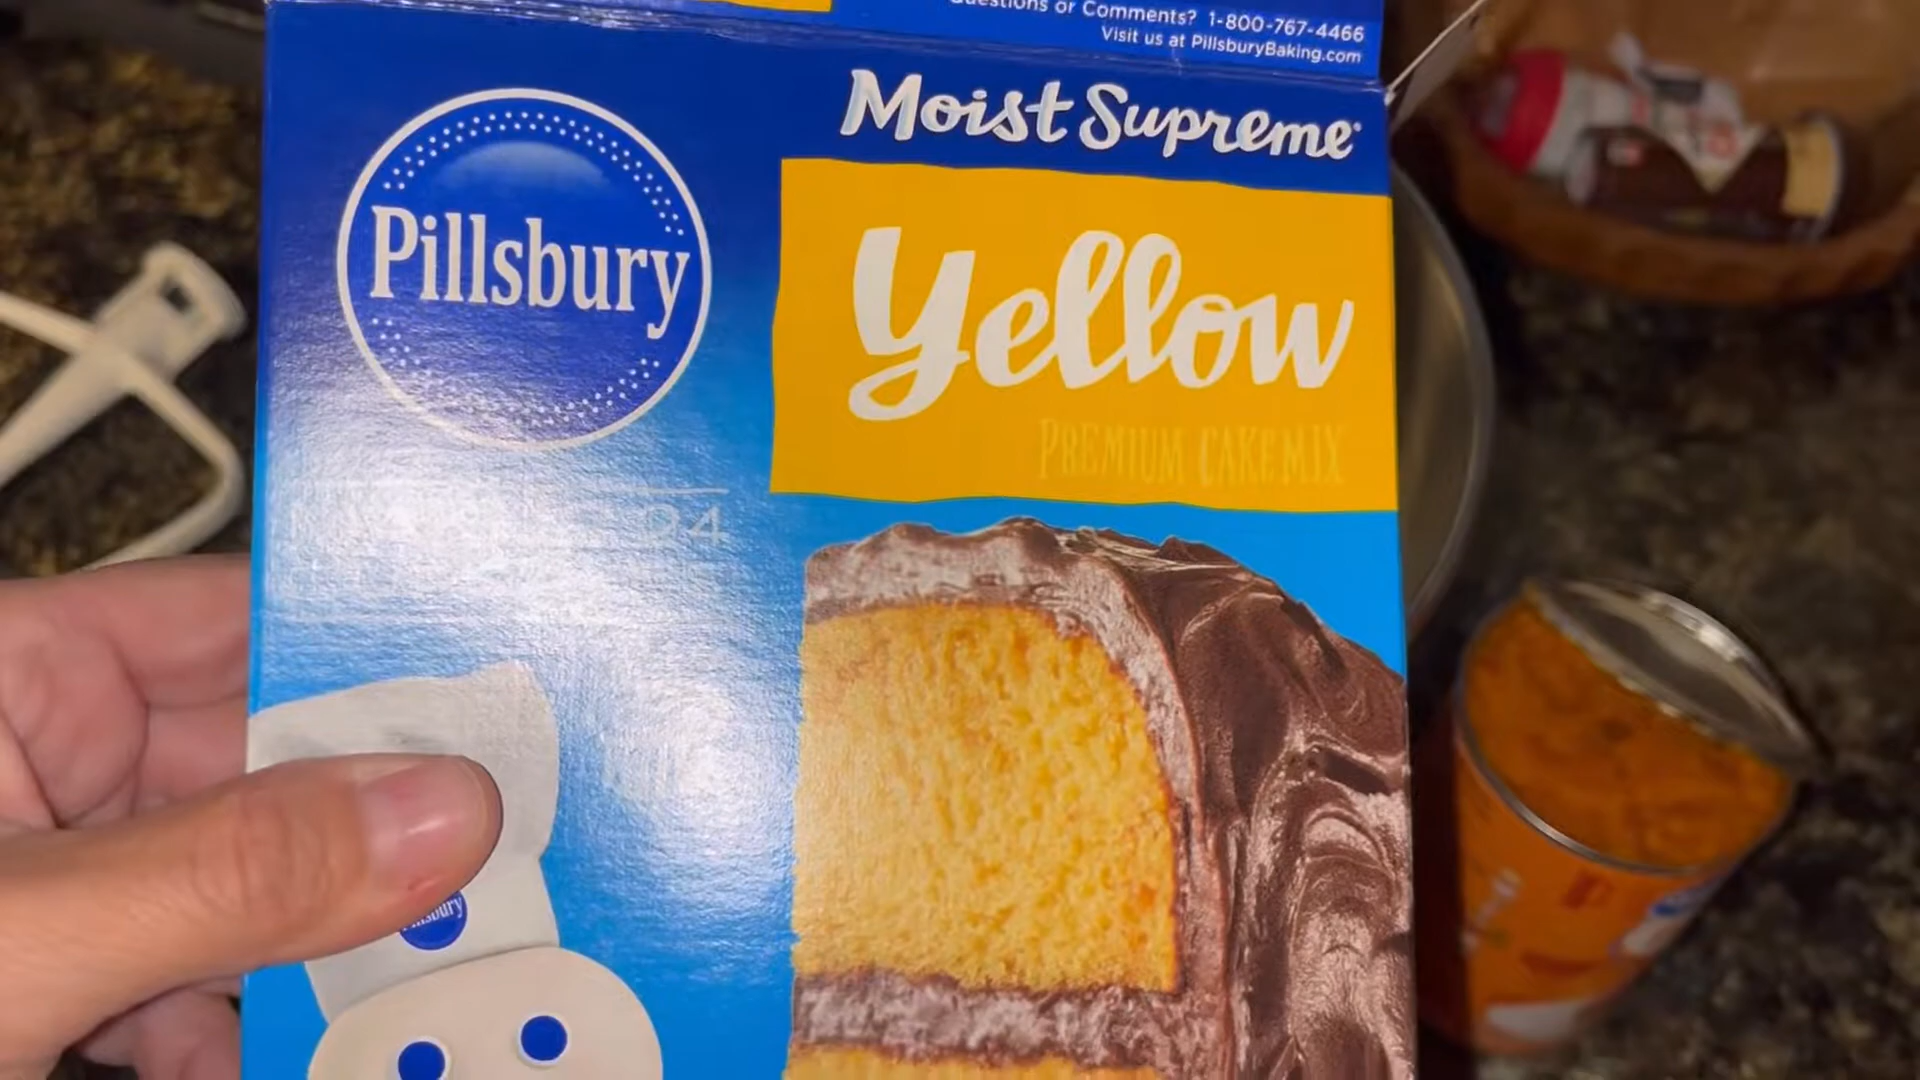 Questions or Comments? 1-800-767-4466
Visit us at PillsburyBaking.com
Moist Supreme®
Pillsbury
Yellow
PREMIUM CAKE MIX
94
Pillsbury